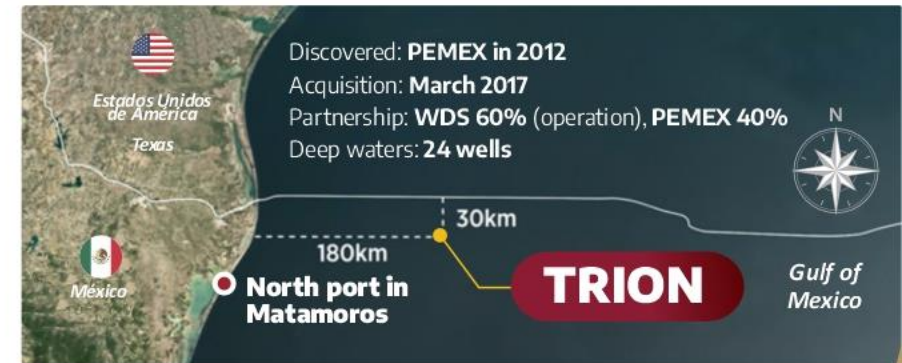 Discovered: PEMEX in 2012
Acquisition: March 2017
Partnership: WDS 60% (operation), PEMEX 40%
Deep waters: 24 wells
Estados Unidos
de América
Texas
N
30km
180km
México
North port in
Matamoros
TRION
Gulf of
Mexico